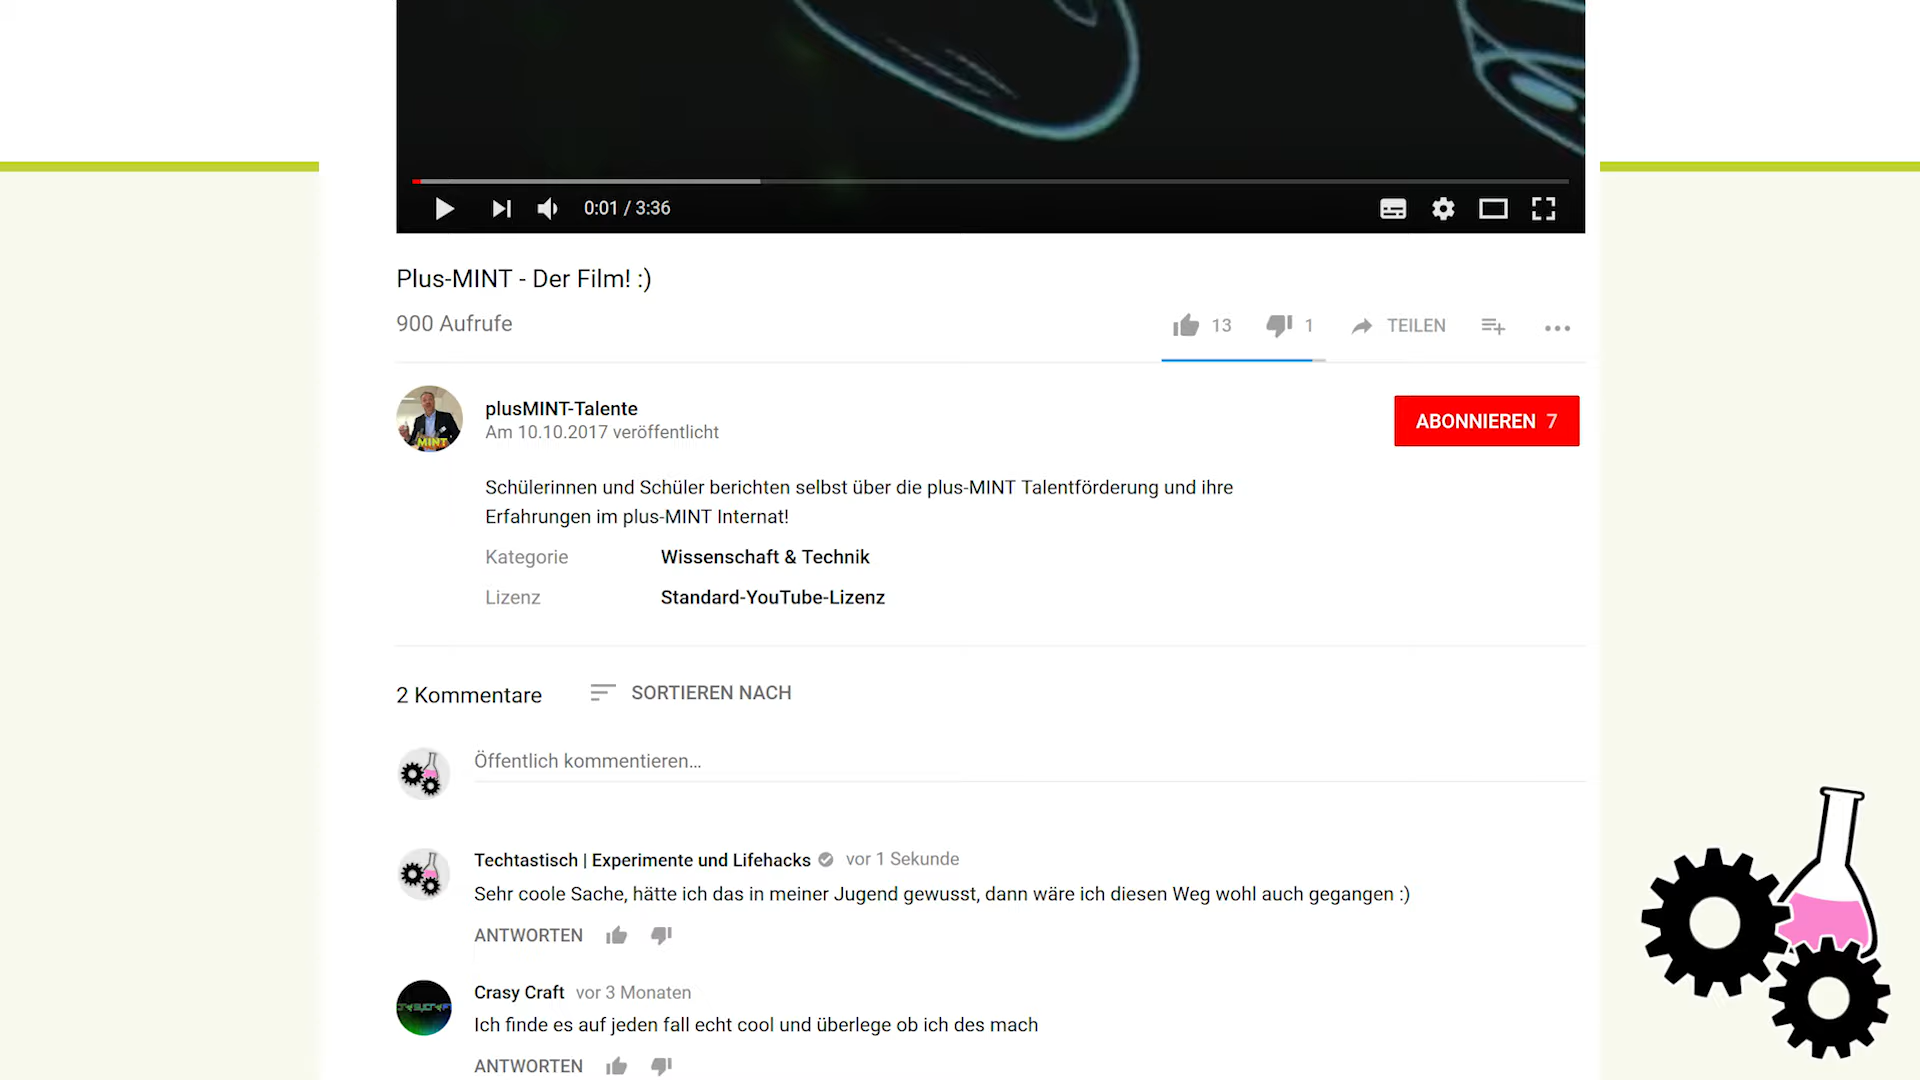 0:01 / 3:36
Plus-MINT - Der Film! :)
900 Aufrufe
13
1
TEILEN
plusMINT-Talente
Am 10.10.2017 veröffentlicht
ABONNIEREN 7
MINT
Schülerinnen und Schüler berichten selbst über die plus-MINT Talentförderung und ihre
Erfahrungen im plus-MINT Internat!
Kategorie Wissenschaft & Technik
Lizenz Standard-YouTube-Lizenz
2 Kommentare SORTIEREN NACH
Öffentlich kommentieren...
Techtastisch | Experimente und Lifehacks vor 1 Sekunde
Sehr coole Sache, hätte ich das in meiner Jugend gewusst, dann wäre ich diesen Weg wohl auch gegangen :)
ANTWORTEN
Crasy Craft vor 3 Monaten
Ich finde es auf jeden fall echt cool und überlege ob ich des mach
ANTWORTEN